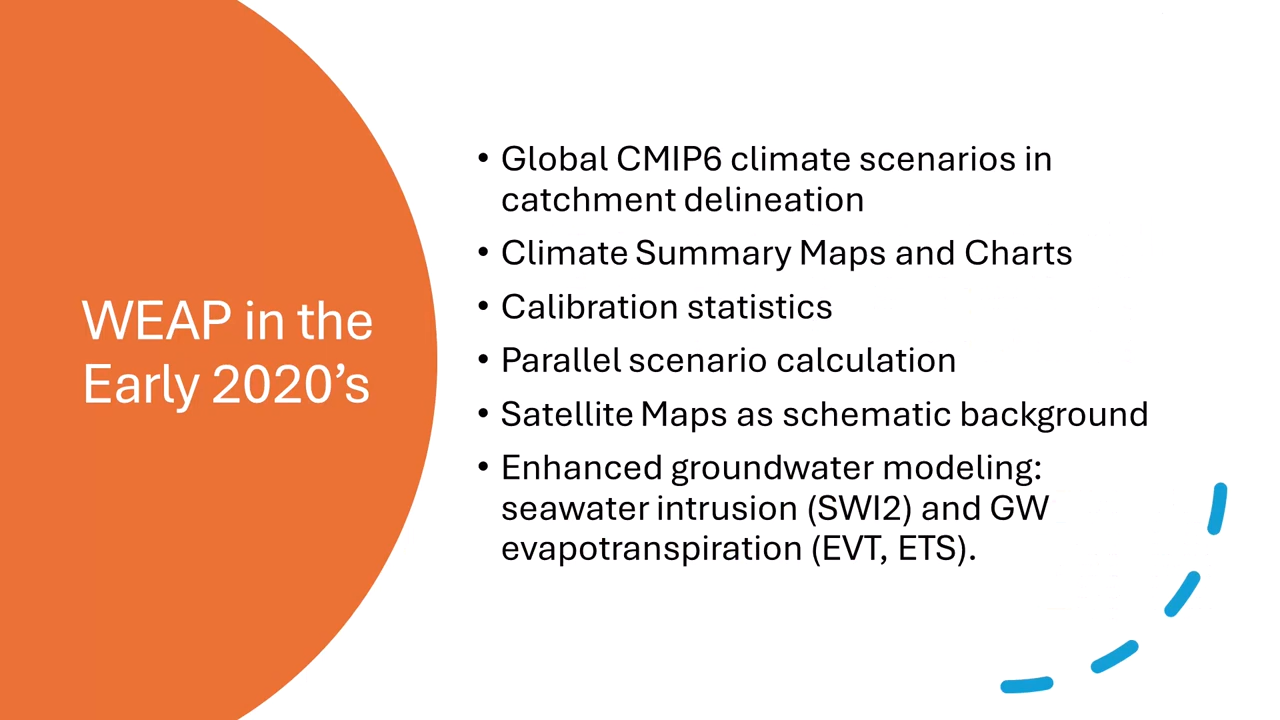 WEAP in the
Early 2020’s
• Global CMIP6 climate scenarios in
catchment delineation
• Climate Summary Maps and Charts
• Calibration statistics
• Parallel scenario calculation
• Satellite Maps as schematic background
• Enhanced groundwater modeling:
seawater intrusion (SWI2) and GW
evapotranspiration (EVT, ETS).